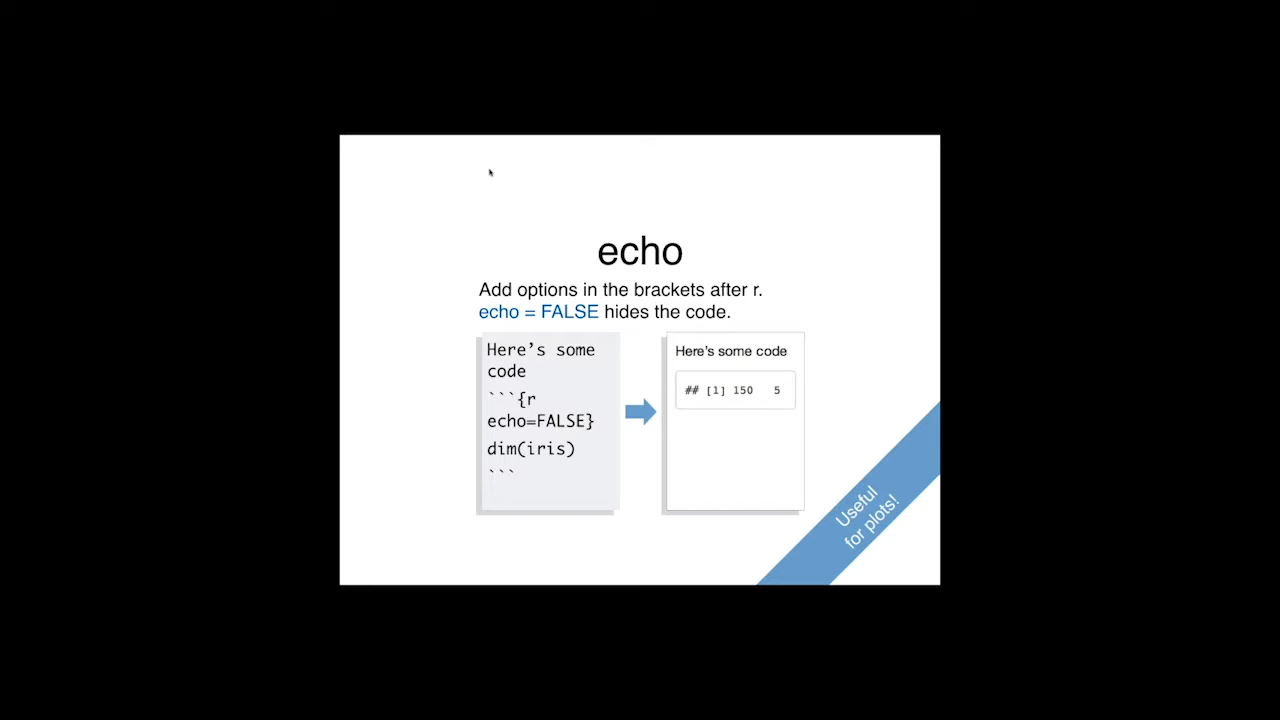 echo
Add options in the brackets after r.
echo = FALSE hides the code.
Here’s some
code
```{r
echo=FALSE}
dim(iris)
```
Here's some code
## [1] 150 5
Useful
for plots!